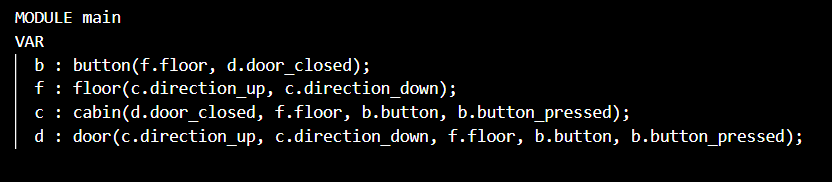 MODULE main
VAR
b : button(f.floor, d.door_closed);
f : floor(c.direction_up, c.direction_down);
c : cabin(d.door_closed, f.floor, b.button, b.button_pressed);
d : door(c.direction_up, c.direction_down, f.floor, b.button, b.button_pressed);